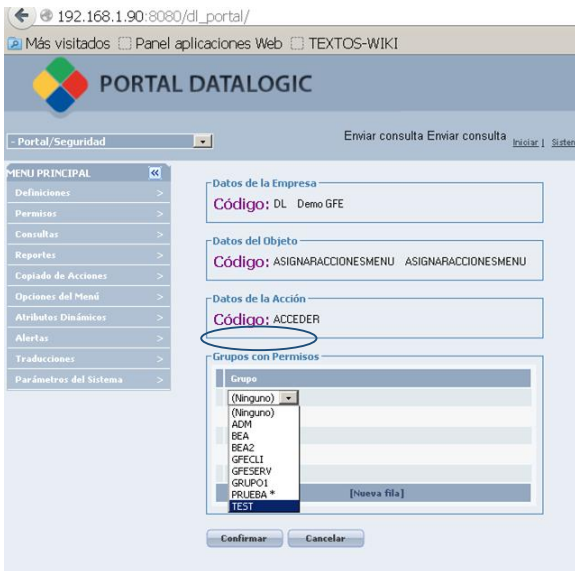 192.168.1.90:8080/dl_portal/
Más visitados Panel aplicaciones Web TEXTOS-WIKI
PORTAL DATALOGIC
- Portal/Seguridad
Enviar consulta Enviar consulta Iniciar |
MENU PRINCIPAL <<
Definiciones >
Permisos >
Consultas >
Reportes >
Copiado de Acciones >
Opciones del Menú >
Atributos Dinámicos >
Alertas >
Traducciones >
Parámetros del Sistema >
Datos de la Empresa
Código: DL Demo GFE
Datos del Objeto
Código: ASIGNARACCIONESMENU ASIGNARACCIONESMENU
Datos de la Acción
Código: ACCEDER
Grupos con Permisos
Grupo
(Ninguno)
(Ninguno)
ADM
BEA
BEA2
GFECLI
GFESERV
GRUPO1
PRUEBA *
TEST
[Nueva fila]
Confirmar Cancelar